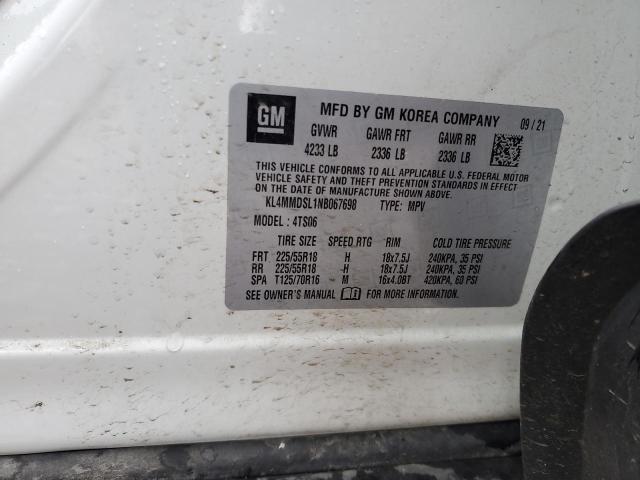 GM
MFD BY GM KOREA COMPANY 09/21
GVWR GAWR FRT GAWR RR
4233 LB 2336 LB 2336 LB
THIS VEHICLE CONFORMS TO ALL APPLICABLE U.S. FEDERAL MOTOR
VEHICLE SAFETY AND THEFT PREVENTION STANDARDS IN EFFECT ON THE
DATE OF MANUFACTURE SHOWN ABOVE.
KL4MMDSL1NB067698 TYPE: MPV
MODEL : 4TS06
TIRE SIZE SPEED RTG RIM COLD TIRE PRESSURE
FRT 225/55R18 H 18x7.5J 240KPA, 35 PSI
RR 225/55R18 -H 18x7.5J 240KPA, 35 PSI
SPA T125/70R16 M 16x4.0BT 420KPA, 60 PSI
SEE OWNER'S MANUAL FOR MORE INFORMATION.